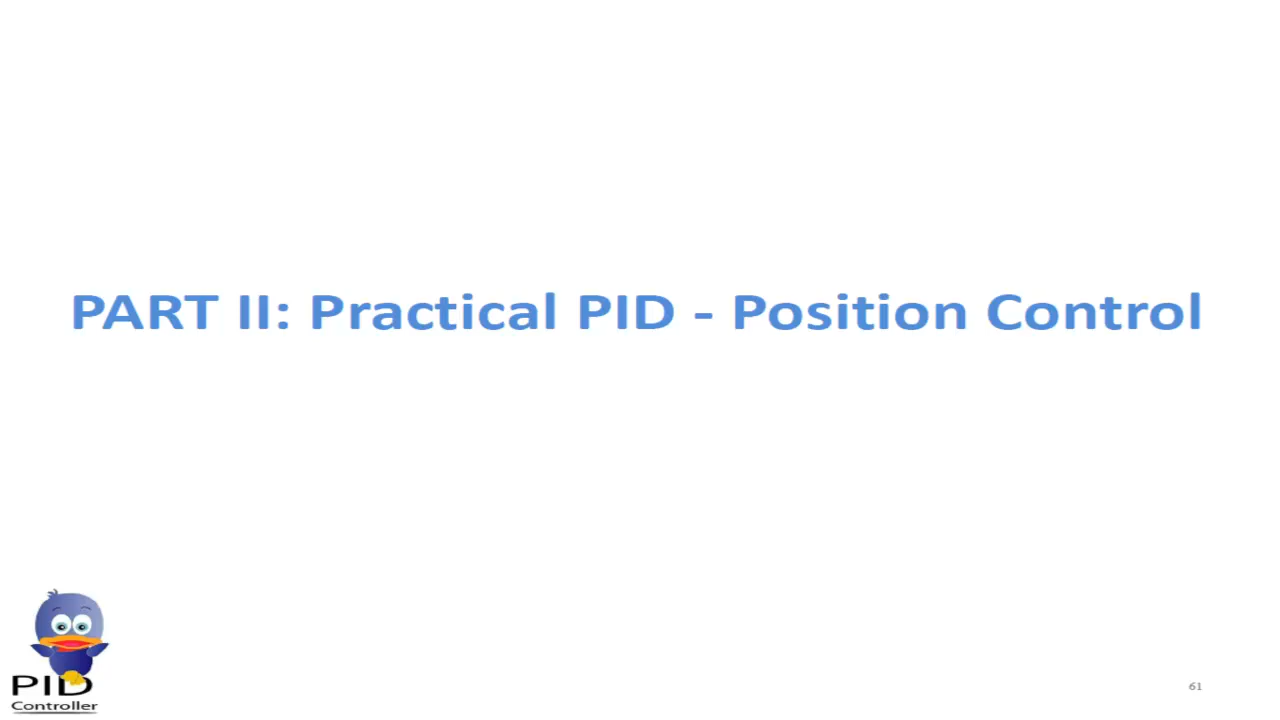 PART II: Practical PID - Position Control
PID
Controller
61